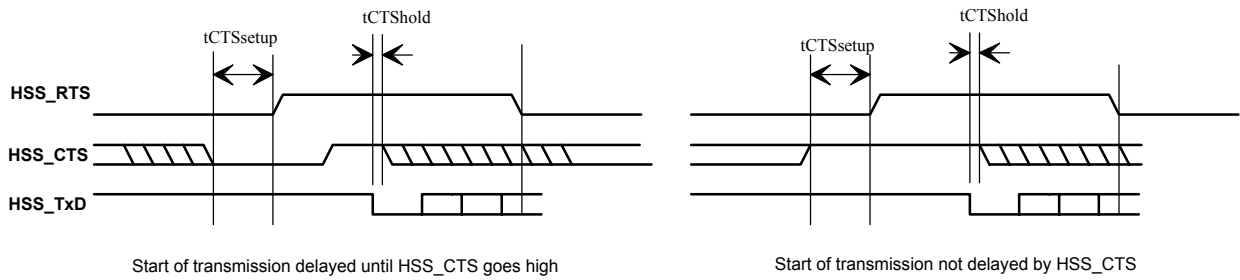 tCTShold
tCTSsetup
HSS_RTS
HSS_CTS
HSS_TxD
Start of transmission delayed until HSS_CTS goes high
tCTShold
tCTSsetup
Start of transmission not delayed by HSS_CTS